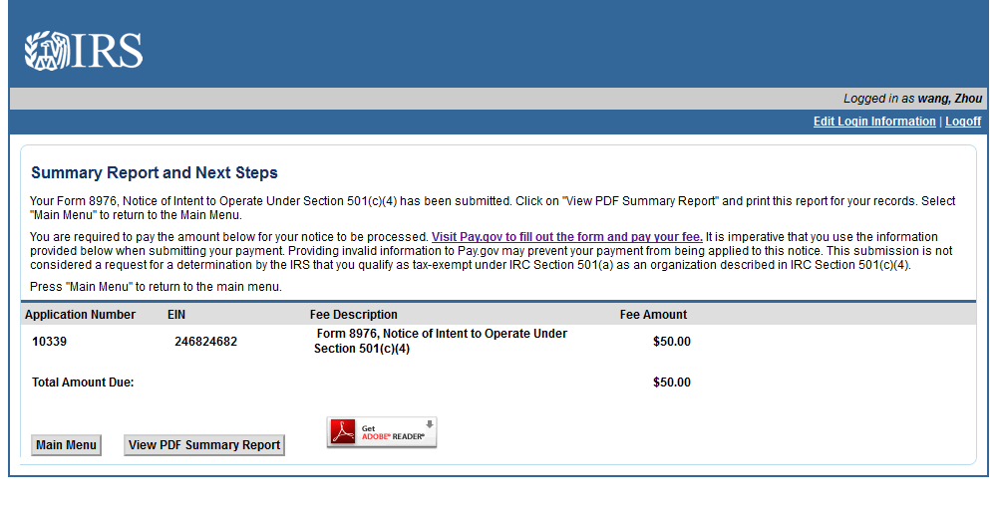 IRS
Logged in as wang, Zhou
Edit Login Information | Logoff
Summary Report and Next Steps
Your Form 8976, Notice of Intent to Operate Under Section 501(c)(4) has been submitted. Click on "View PDF Summary Report" and print this report for your records. Select
"Main Menu" to return to the Main Menu.
You are required to pay the amount below for your notice to be processed. Visit Pay.gov to fill out the form and pay your fee. It is imperative that you use the information
provided below when submitting your payment. Providing invalid information to Pay.gov may prevent your payment from being applied to this notice. This submission is not
considered a request for a determination by the IRS that you qualify as tax-exempt under IRC Section 501(a) as an organization described in IRC Section 501(c)(4).
Press "Main Menu" to return to the main menu.
Application Number EIN Fee Description Fee Amount
10339 246824682 Form 8976, Notice of Intent to Operate Under
Section 501(c)(4) $50.00
Total Amount Due: $50.00
Get
ADOBE® READER®
Main Menu View PDF Summary Report